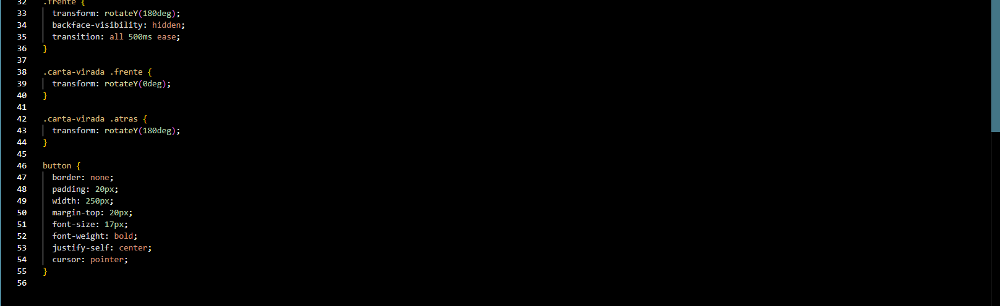 32 .frente {
33 transform: rotateY(180deg);
34 backface-visibility: hidden;
35 transition: all 500ms ease;
36 }
37
38 .carta-virada .frente {
39 transform: rotateY(0deg);
40 }
41
42 .carta-virada .atras {
43 transform: rotateY(180deg);
44 }
45
46 button {
47 border: none;
48 padding: 20px;
49 width: 250px;
50 margin-top: 20px;
51 font-size: 17px;
52 font-weight: bold;
53 justify-self: center;
54 cursor: pointer;
55 }
56